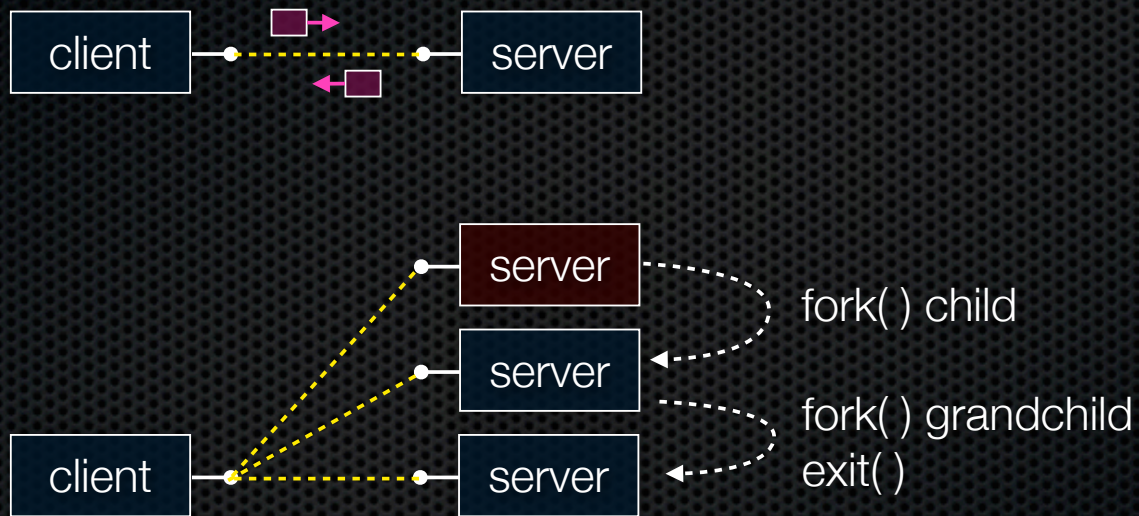 client
server
server
fork( ) child
server
fork( ) grandchild
client
server
exit( )